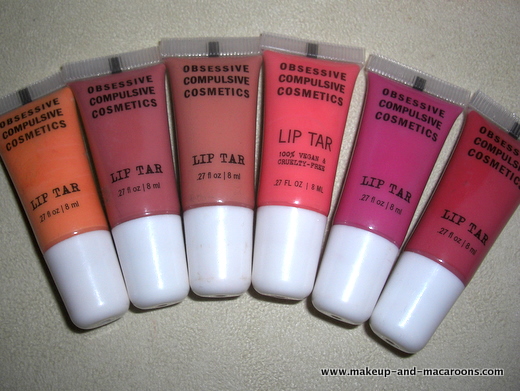 OBSESSIVE
COMPULSIVE
COSMETICS
LIP TAR
.27 fl oz | 8 ml
OBSESSIVE
COMPULSIVE
COSMETICS
LIP TAR
.27 fl oz | 8 ml
OBSESSIVE
COMPULSIVE
COSMETICS
LIP TAR
.27 fl oz | 8 ml
OBSESSIVE
COMPULSIVE
COSMETICS
LIP TAR
100% VEGAN &
CRUELTY-FREE
.27 FL OZ | 8 ML
OBSESSIVE
COMPULSIVE
COSMETICS
LIP TAR
.27 fl oz | 8 ml
OBSESSIVE
COMPULSIVE
COSMETICS
LIP TAR
.27 fl oz | 8 ml
www.makeup-and-macaroons.com